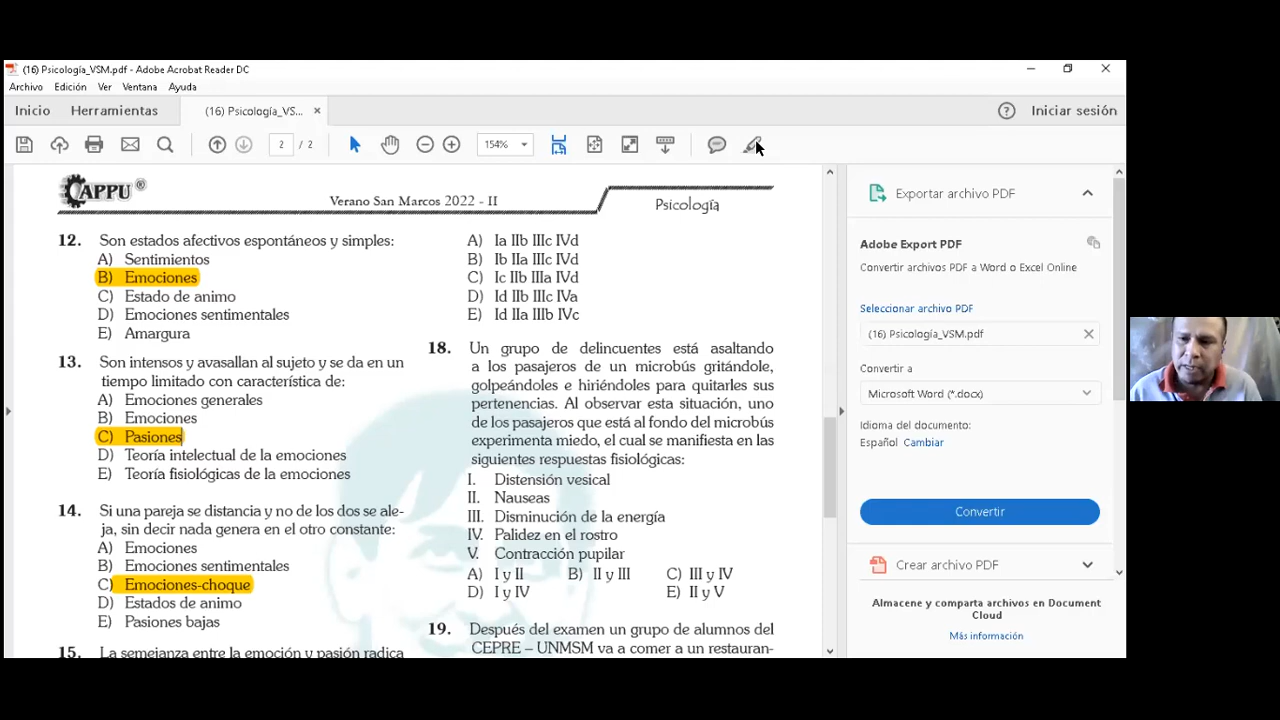 (16) Psicología_VSM.pdf - Adobe Acrobat Reader DC
Archivo Edición Ver Ventana Ayuda
Inicio Herramientas (16) Psicología_VS... × Iniciar sesión
2 / 2 154%
CAPPU ®
Verano San Marcos 2022 - II
Psicología
12. Son estados afectivos espontáneos y simples:
A) Sentimientos
B) Emociones
C) Estado de animo
D) Emociones sentimentales
E) Amargura
13. Son intensos y avasallan al sujeto y se da en un
tiempo limitado con característica de:
A) Emociones generales
B) Emociones
C) Pasiones
D) Teoría intelectual de la emociones
E) Teoría fisiológicas de la emociones
14. Si una pareja se distancia y no de los dos se ale-
ja, sin decir nada genera en el otro constante:
A) Emociones
B) Emociones sentimentales
C) Emociones-choque
D) Estados de animo
E) Pasiones bajas
15. La semejanza entre la emoción y pasión radica
A) Ia IIb IIIc IVd
B) Ib IIa IIIc IVd
C) Ic IIb IIIa IVd
D) Id IIb IIIc IVa
E) Id IIa IIIb IVc
18. Un grupo de delincuentes está asaltando
a los pasajeros de un microbús gritándole,
golpeándoles e hiriéndoles para quitarles sus
pertenencias. Al observar esta situación, uno
de los pasajeros que está al fondo del microbús
experimenta miedo, el cual se manifiesta en las
siguientes respuestas fisiológicas:
I. Distensión vesical
II. Nauseas
III. Disminución de la energía
IV. Palidez en el rostro
V. Contracción pupilar
A) I y II B) II y III C) III y IV
D) I y IV E) II y V
19. Después del examen un grupo de alumnos del
CEPRE – UNMSM va a comer a un restauran-
Exportar archivo PDF
Adobe Export PDF
Convertir archivos PDF a Word o Excel Online
Seleccionar archivo PDF
(16) Psicología_VSM.pdf
Convertir a
Microsoft Word (*.docx)
Idioma del documento:
Español Cambiar
Convertir
Crear archivo PDF
Almacene y comparta archivos en Document
Cloud
Más información